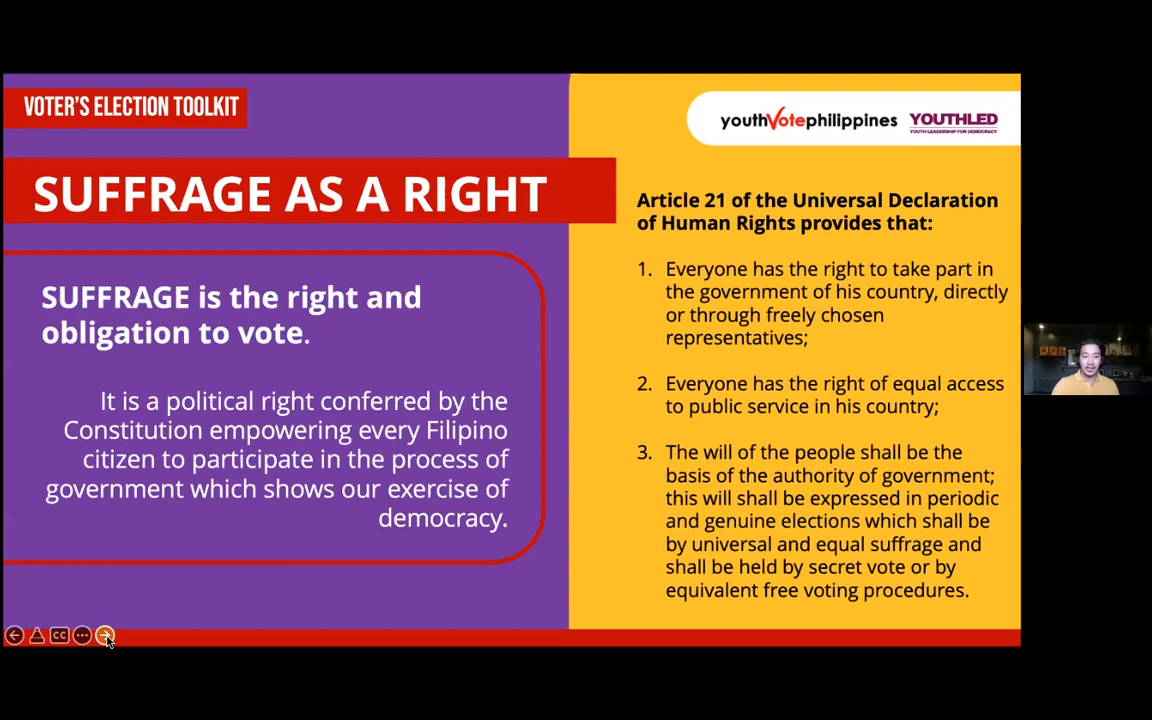 VOTER'S ELECTION TOOLKIT
SUFFRAGE AS A RIGHT
SUFFRAGE is the right and
obligation to vote.
It is a political right conferred by the
Constitution empowering every Filipino
citizen to participate in the process of
government which shows our exercise of
democracy.
youthVotephilippines
YOUTHLED
YOUTH LEADERSHIP FOR DEMOCRACY
Article 21 of the Universal Declaration
of Human Rights provides that:
1. Everyone has the right to take part in
the government of his country, directly
or through freely chosen
representatives;
2. Everyone has the right of equal access
to public service in his country;
3. The will of the people shall be the
basis of the authority of government;
this will shall be expressed in periodic
and genuine elections which shall be
by universal and equal suffrage and
shall be held by secret vote or by
equivalent free voting procedures.
CC